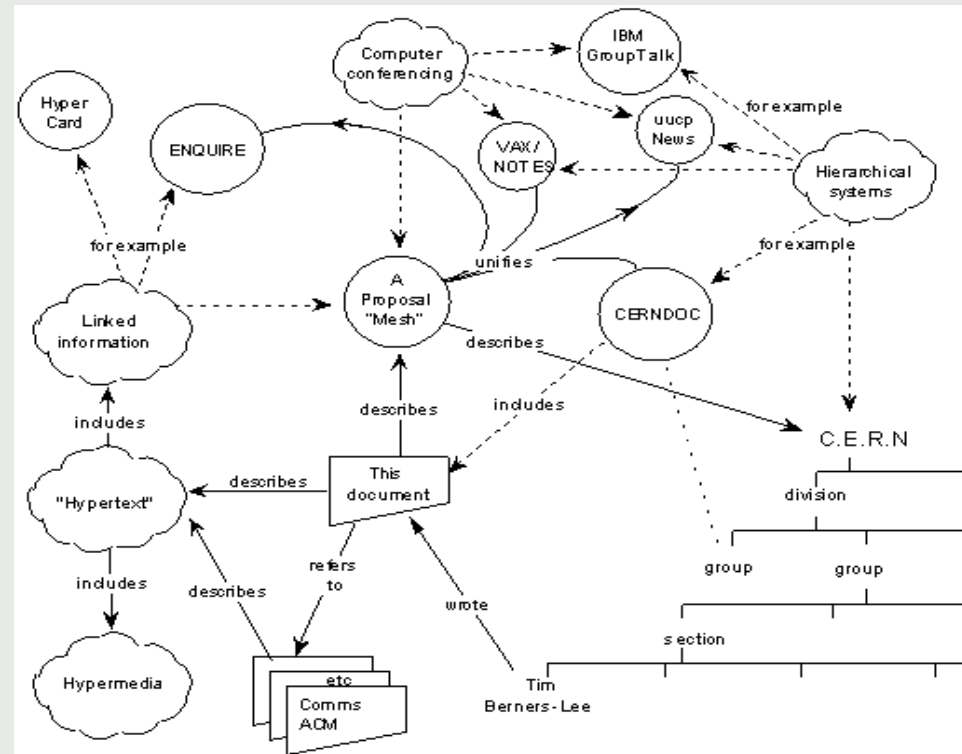 IBM
GroupTalk
Computer
conferencing
Hyper
Card
for example
uucp
News
ENQUIRE
VAX/
NOTES
Hierarchical
systems
for example
for example
unifies
A
Proposal
"Mesh"
CERNDOC
Linked
information
describes
includes
describes
includes
C.E.R.N
This
document
describes
division
"Hypertext"
refers
to
group
group
includes
describes
wrote
section
Hypermedia
etc
Comms
ACM
Tim
Berners-Lee